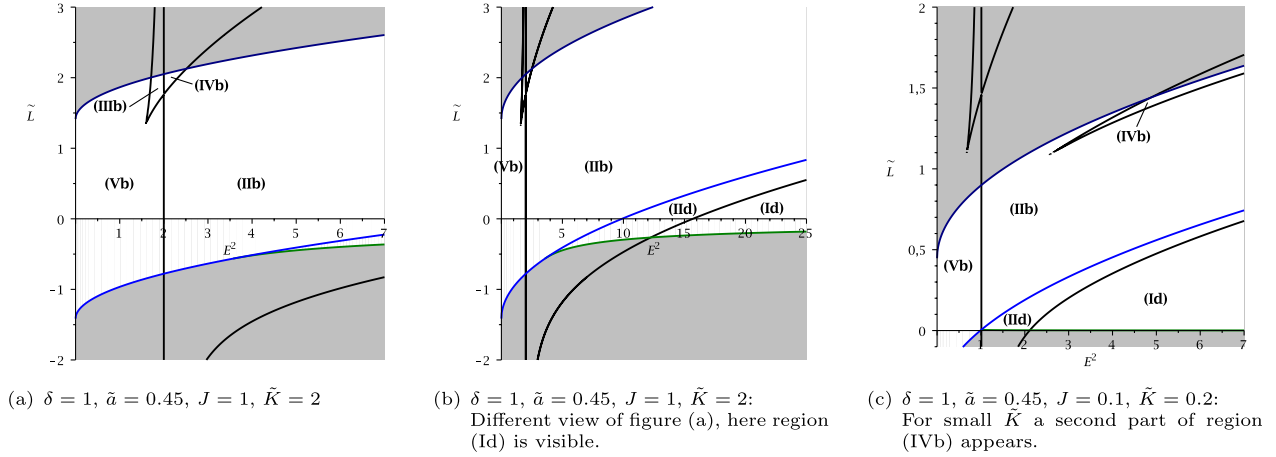 3
2
1
0
-1
-2
L̃
(IIIb)
(IVb)
(Vb)
(IIb)
1 2 3 4 5 6 7
E²
3
2
1
0
-1
-2
L̃
(Vb)
(IIb)
(IId)
(Id)
5 10 15 20 25
E²
2
1,5
1
0,5
0
L̃
(IVb)
(IIb)
(Vb)
(IId)
(Id)
1 2 3 4 5 6 7
E²
(a) δ = 1, ã = 0.45, J = 1, K̃ = 2
(b) δ = 1, ã = 0.45, J = 1, K̃ = 2:
Different view of figure (a), here region
(Id) is visible.
(c) δ = 1, ã = 0.45, J = 0.1, K̃ = 0.2:
For small K̃ a second part of region
(IVb) appears.